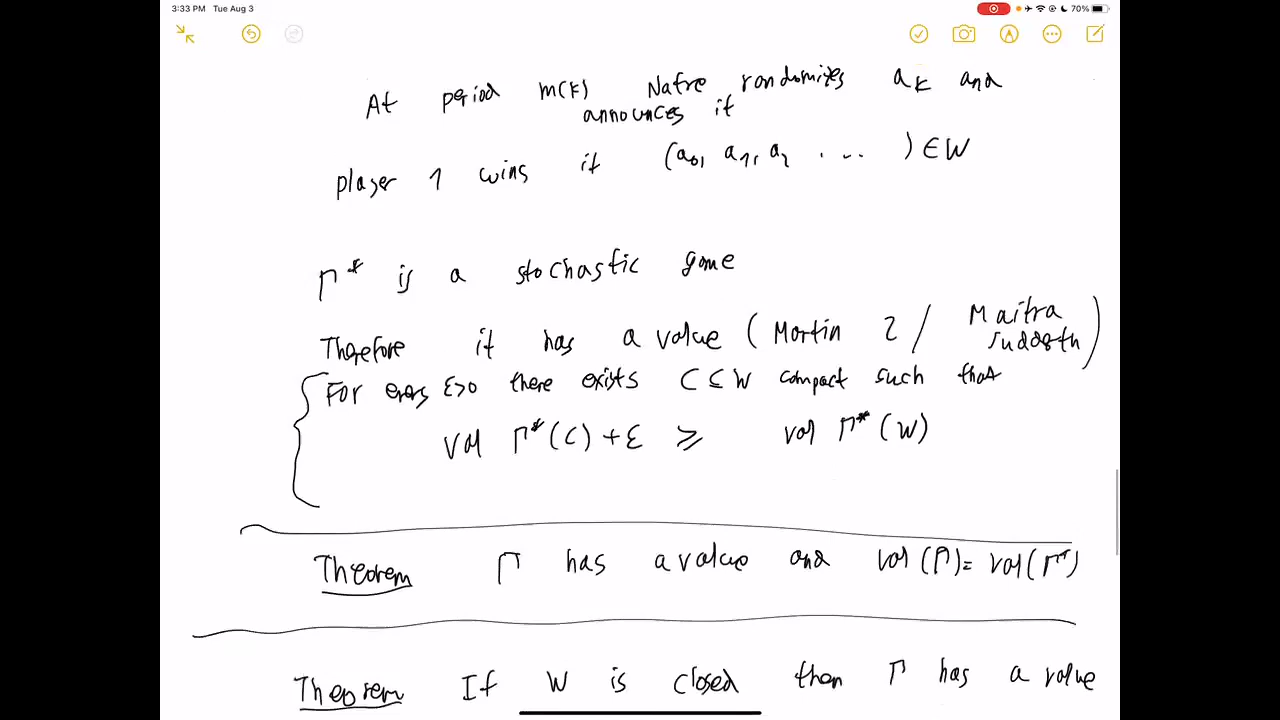 3:33 PM Tue Aug 3 70%
At period m(k) Natre randomizes a_k and
announces it
player 1 wins if (a_0, a_1, a_2 . . . . ) ∈ W
Γ* is a stochastic game
Therefore it has a value (Martin 2 / Maitra
Suddeth)
For every ε>0 there exists C ⊆ W compact such that
val Γ*(C) + ε ⩾ val Γ*(W)
Theorem Γ has a value and val(Γ) = val(Γ*)
Theorem If W is closed then Γ has a value